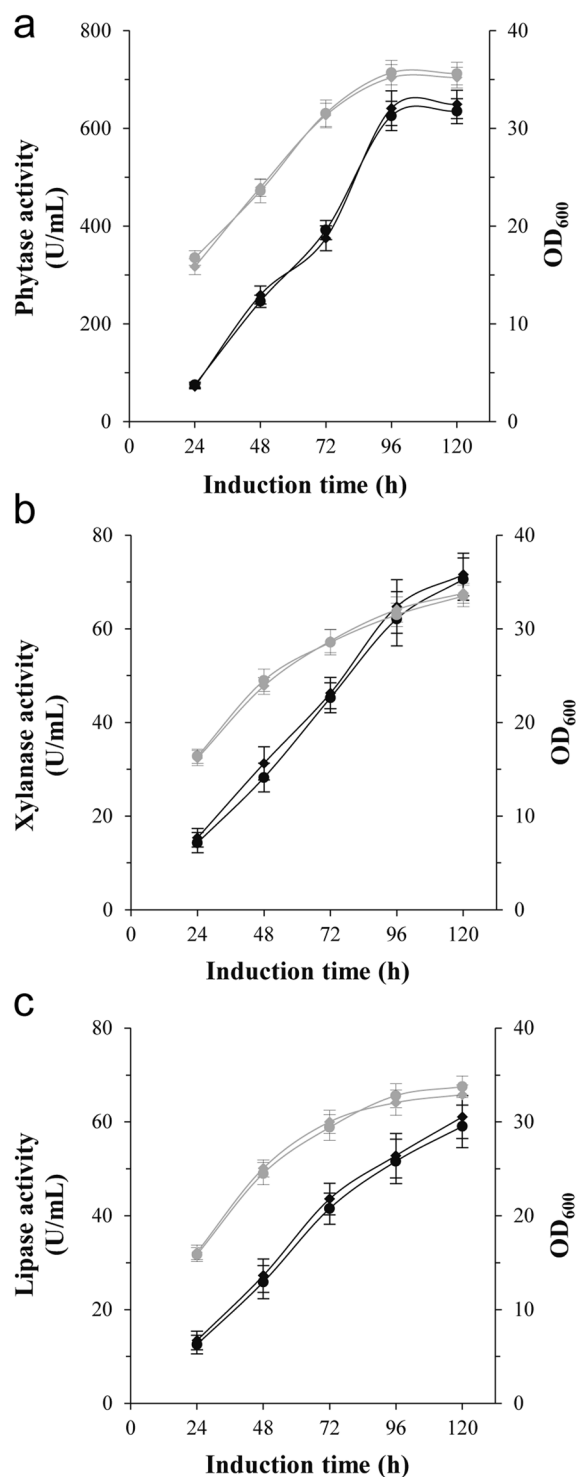 a
800
600
400
200
0
Phytase activity
(U/mL)
40
30
20
10
0
OD600
0 24 48 72 96 120
Induction time (h)
b
80
60
40
20
0
Xylanase activity
(U/mL)
40
30
20
10
0
OD600
0 24 48 72 96 120
Induction time (h)
c
80
60
40
20
0
Lipase activity
(U/mL)
40
30
20
10
0
OD600
0 24 48 72 96 120
Induction time (h)